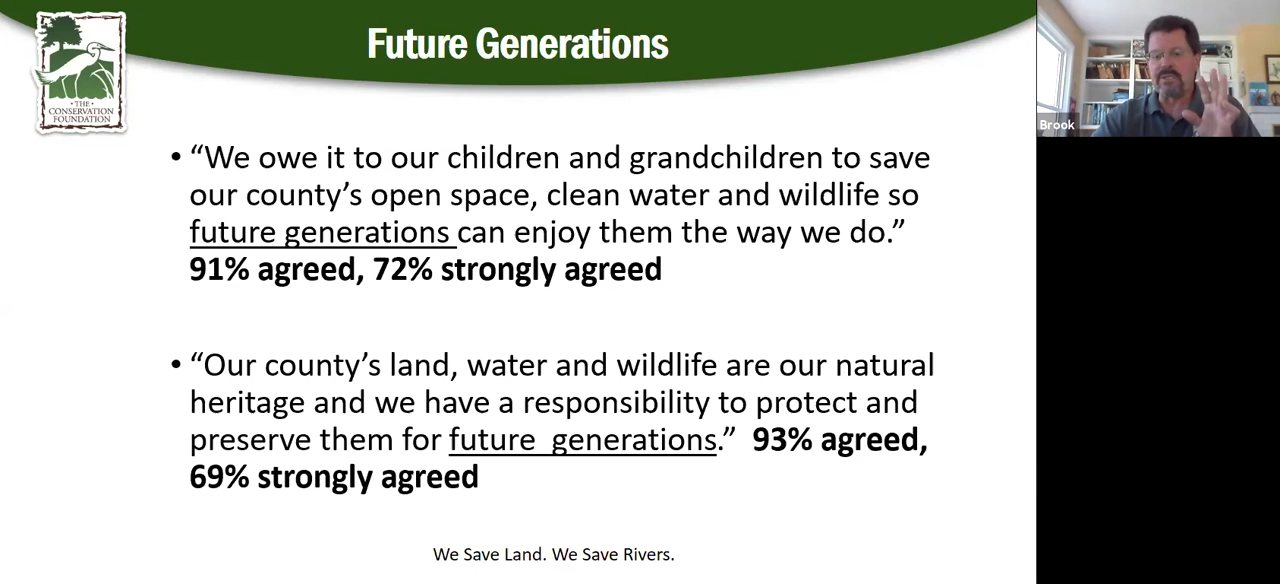 Future Generations
· THE ·
CONSERVATION
FOUNDATION
Brook
• “We owe it to our children and grandchildren to save
our county’s open space, clean water and wildlife so
future generations can enjoy them the way we do.”
91% agreed, 72% strongly agreed
• “Our county’s land, water and wildlife are our natural
heritage and we have a responsibility to protect and
preserve them for future  generations.”  93% agreed,
69% strongly agreed
We Save Land. We Save Rivers.